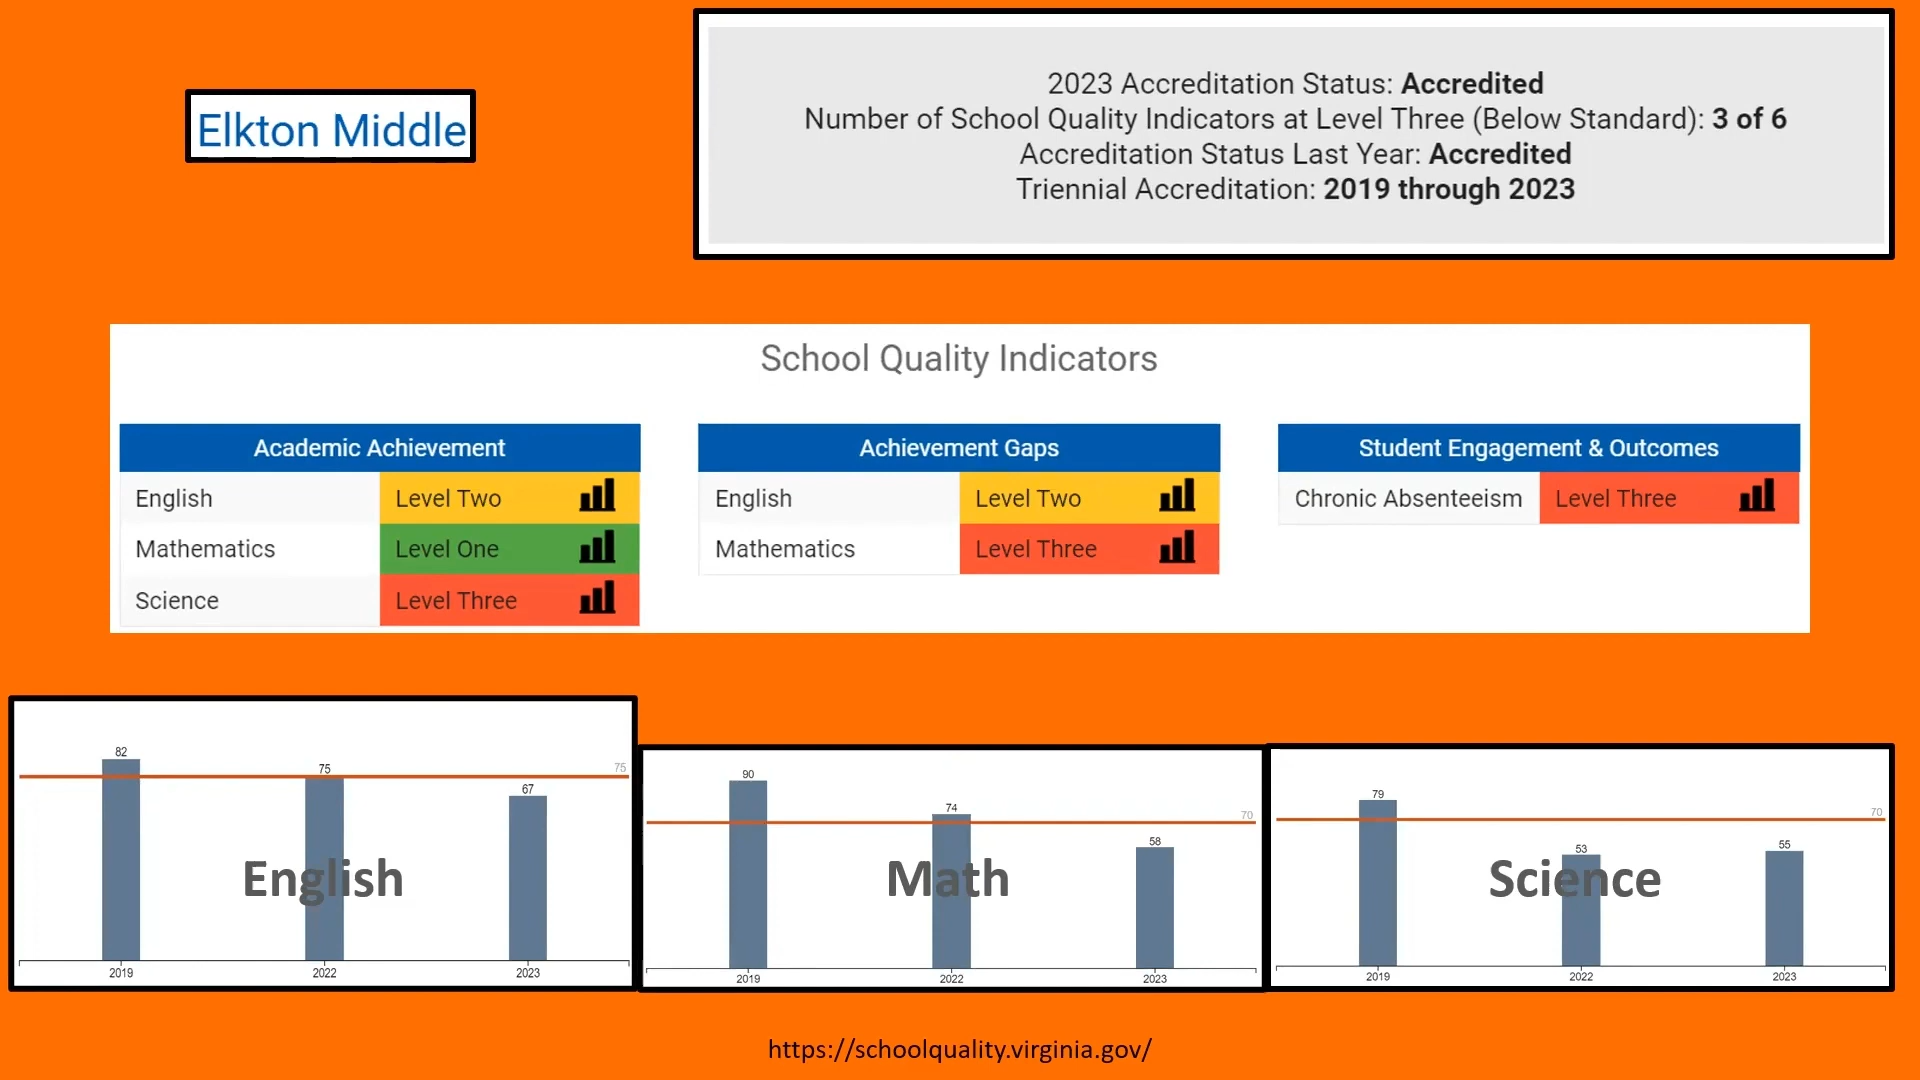 Elkton Middle
2023 Accreditation Status: Accredited
Number of School Quality Indicators at Level Three (Below Standard): 3 of 6
Accreditation Status Last Year: Accredited
Triennial Accreditation: 2019 through 2023
School Quality Indicators
Academic Achievement
English Level Two
Mathematics Level One
Science Level Three
Achievement Gaps
English Level Two
Mathematics Level Three
Student Engagement & Outcomes
Chronic Absenteeism Level Three
82
75
75
67
English
2019 2022 2023
90
74
70
58
Math
2019 2022 2023
79
70
53
55
Science
2019 2022 2023
https://schoolquality.virginia.gov/